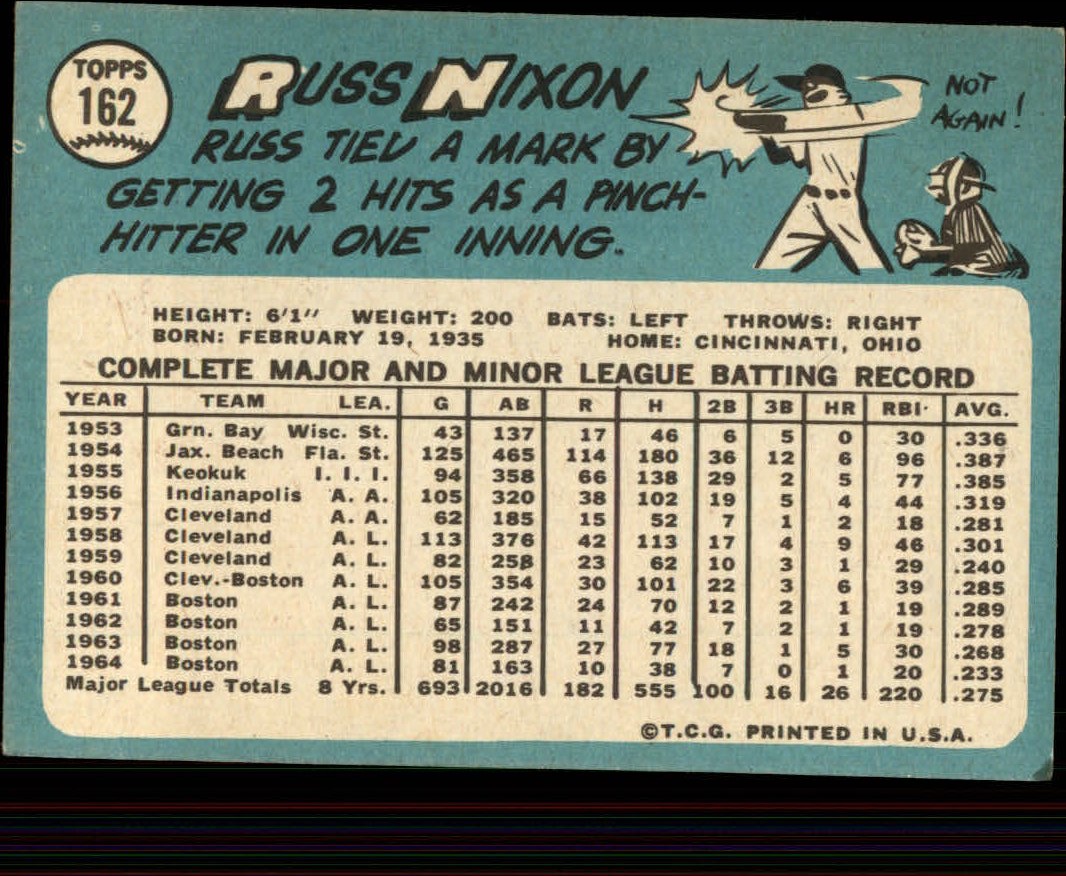 TOPPS
162
RUSS NIXON
RUSS TIED A MARK BY
GETTING 2 HITS AS A PINCH-
HITTER IN ONE INNING.
NOT
AGAIN!
HEIGHT: 6'1" WEIGHT: 200 BATS: LEFT THROWS: RIGHT
BORN: FEBRUARY 19, 1935 HOME: CINCINNATI, OHIO
COMPLETE MAJOR AND MINOR LEAGUE BATTING RECORD
YEAR TEAM LEA. G AB R H 2B 3B HR RBI· AVG.
1953 Grn. Bay Wisc. St. 43 137 17 46 6 5 0 30 .336
1954 Jax. Beach Fla. St. 125 465 114 180 36 12 6 96 .387
1955 Keokuk I. I. I. 94 358 66 138 29 2 5 77 .385
1956 Indianapolis A. A. 105 320 38 102 19 5 4 44 .319
1957 Cleveland A. A. 62 185 15 52 7 1 2 18 .281
1958 Cleveland A. L. 113 376 42 113 17 4 9 46 .301
1959 Cleveland A. L. 82 258 23 62 10 3 1 29 .240
1960 Clev.-Boston A. L. 105 354 30 101 22 3 6 39 .285
1961 Boston A. L. 87 242 24 70 12 2 1 19 .289
1962 Boston A. L. 65 151 11 42 7 2 1 19 .278
1963 Boston A. L. 98 287 27 77 18 1 5 30 .268
1964 Boston A. L. 81 163 10 38 7 0 1 20 .233
Major League Totals 8 Yrs. 693 2016 182 555 100 16 26 220 .275
©T.C.G. PRINTED IN U.S.A.